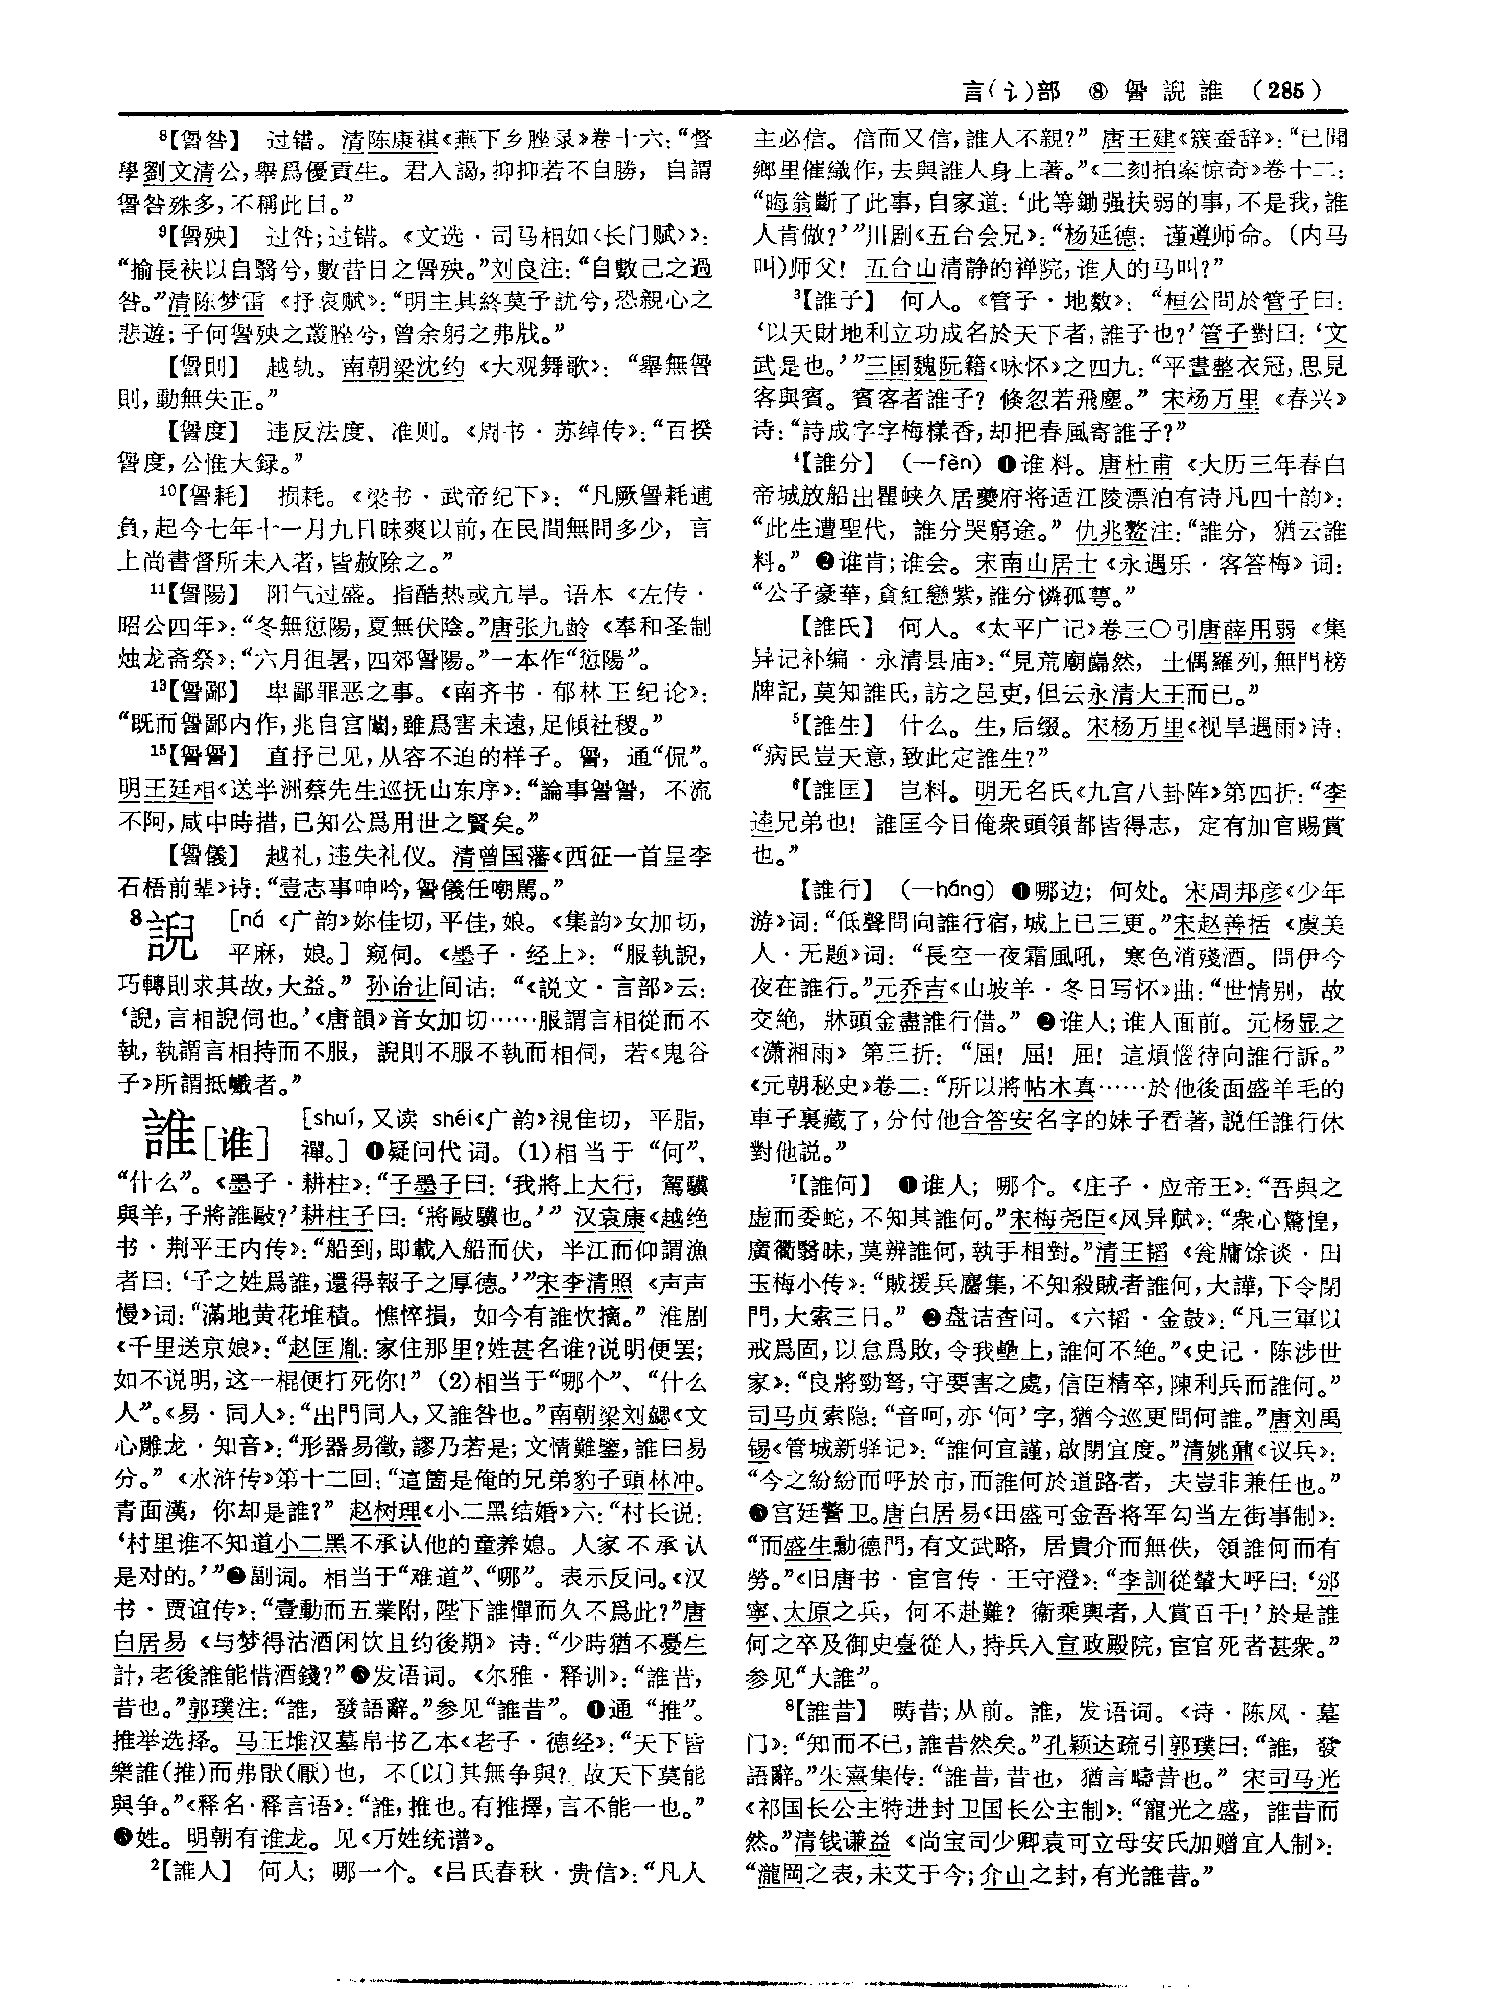 言(讠)部 ⑧ 諐 誽 誰 (285)
⁸【諐咎】 过错。清陈康祺《燕下乡脞录》卷十六：“督
學劉文清公，舉爲優貢生。君入謁，抑抑若不自勝，自謂
諐咎殊多，不稱此日。”
⁹【諐殃】 过咎；过错。《文选·司马相如〈长门赋〉》：
“揄長袂以自翳兮，數昔日之諐殃。”刘良注：“自數己之過
咎。”清陈梦雷《抒哀赋》：“明主其終莫予訧兮，恐親心之
悲遊；子何諐殃之叢脞兮，曾余躬之弗戕。”
【諐則】 越轨。南朝梁沈约《大观舞歌》：“舉無諐
則，動無失正。”
【諐度】 违反法度、准则。《周书·苏绰传》：“百揆
諐度，公惟大録。”
¹⁰【諐耗】 损耗。《梁书·武帝纪下》：“凡厥諐耗逋
負，起今七年十一月九日昧爽以前，在民間無問多少，言
上尚書督所未入者，皆赦除之。”
¹¹【諐陽】 阳气过盛。指酷热或亢旱。语本《左传·
昭公四年》：“冬無愆陽，夏無伏陰。”唐张九龄《奉和圣制
烛龙斋祭》：“六月徂暑，四郊諐陽。”一本作“愆陽”。
¹³【諐鄙】 卑鄙罪恶之事。《南齐书·郁林王纪论》：
“既而諐鄙内作，兆自宫闈，雖爲害未遠，足傾社稷。”
¹⁵【諐諐】 直抒己见，从容不迫的样子。諐，通“侃”。
明王廷相《送半洲蔡先生巡抚山东序》：“論事諐諐，不流
不阿，咸中時措，已知公爲用世之賢矣。”
【諐儀】 越礼，违失礼仪。清曾国藩《西征一首呈李
石梧前辈》诗：“壹志事呻吟，諐儀任嘲駡。”
8誽 [ná《广韵》妳佳切，平佳，娘。《集韵》女加切，
平麻，娘。] 窥伺。《墨子·经上》：“服執誽，
巧轉則求其故，大益。”孙诒让间诂：“《説文·言部》云：
‘誽，言相誽伺也。’《唐韻》音女加切……服謂言相從而不
執，執謂言相持而不服，誽則不服不執而相伺，若《鬼谷
子》所謂抵巇者。”
誰[谁] [shuí，又读 shéi《广韵》視隹切，平脂，
禪。] ❶疑问代词。(1)相当于“何”、
“什么”。《墨子·耕柱》：“子墨子曰：‘我將上大行，駕驥
與羊，子將誰敺？’耕柱子曰：‘將敺驥也。’”汉袁康《越绝
书·荆平王内传》：“船到，即載入船而伏，半江而仰謂漁
者曰：‘子之姓爲誰，還得報子之厚德。’”宋李清照《声声
慢》词：“滿地黄花堆積。憔悴損，如今有誰忺摘。”淮剧
《千里送京娘》：“赵匡胤：家住那里？姓甚名谁？说明便罢；
如不说明，这一棍便打死你！”(2)相当于“哪个”、“什么
人”。《易·同人》：“出門同人，又誰咎也。”南朝梁刘勰《文
心雕龙·知音》：“形器易徵，謬乃若是；文情難鑒，誰曰易
分。”《水浒传》第十二回：“這箇是俺的兄弟豹子頭林冲。
青面漢，你却是誰？”赵树理《小二黑结婚》六：“村长说：
‘村里谁不知道小二黑不承认他的童养媳。人家不承认
是对的。’”❷副词。相当于“难道”、“哪”。表示反问。《汉
书·贾谊传》：“壹動而五業附，陛下誰憚而久不爲此？”唐
白居易《与梦得沽酒闲饮且约後期》诗：“少時猶不憂生
計，老後誰能惜酒錢？”❸发语词。《尔雅·释训》：“誰昔，
昔也。”郭璞注：“誰，發語辭。”参见“誰昔”。❹通“推”。
推举选择。马王堆汉墓帛书乙本《老子·德经》：“天下皆
樂誰(推)而弗猒(厭)也，不〔以〕其無争與？故天下莫能
與争。”《释名·释言语》：“誰，推也。有推擇，言不能一也。”
❺姓。明朝有谁龙。见《万姓统谱》。
²【誰人】 何人；哪一个。《吕氏春秋·贵信》：“凡人
主必信。信而又信，誰人不親？”唐王建《簇蚕辞》：“已聞
鄉里催織作，去與誰人身上著。”《二刻拍案惊奇》卷十二：
“晦翁斷了此事，自家道：‘此等鋤强扶弱的事，不是我，誰
人肯做？’”川剧《五台会兄》：“杨延德：谨遵师命。(内马
叫)师父！五台山清静的禅院，谁人的马叫？”
³【誰子】 何人。《管子·地数》：“桓公問於管子曰：
‘以天財地利立功成名於天下者，誰子也？’管子對曰：‘文
武是也。’”三国魏阮籍《咏怀》之四九：“平晝整衣冠，思見
客與賓。賓客者誰子？倏忽若飛塵。”宋杨万里《春兴》
诗：“詩成字字梅樣香，却把春風寄誰子？”
⁴【誰分】 (—fèn) ❶谁料。唐杜甫《大历三年春白
帝城放船出瞿峡久居夔府将适江陵漂泊有诗凡四十韵》：
“此生遭聖代，誰分哭窮途。”仇兆鳌注：“誰分，猶云誰
料。”❷谁肯；谁会。宋南山居士《永遇乐·客答梅》词：
“公子豪華，貪紅戀紫，誰分憐孤萼。”
【誰氏】 何人。《太平广记》卷三〇引唐薛用弱《集
异记补编·永清县庙》：“見荒廟巋然，土偶羅列，無門榜
牌記，莫知誰氏，訪之邑吏，但云永清大王而已。”
⁵【誰生】 什么。生，后缀。宋杨万里《视旱遇雨》诗：
“病民豈天意，致此定誰生？”
⁶【誰匡】 岂料。明无名氏《九宫八卦阵》第四折：“李
逵兄弟也！誰匡今日俺衆頭領都皆得志，定有加官賜賞
也。”
【誰行】 (—háng) ❶哪边；何处。宋周邦彦《少年
游》词：“低聲問向誰行宿，城上已三更。”宋赵善括《虞美
人·无题》词：“長空一夜霜風吼，寒色消殘酒。問伊今
夜在誰行。”元乔吉《山坡羊·冬日写怀》曲：“世情别，故
交絶，牀頭金盡誰行借。”❷谁人；谁人面前。元杨显之
《潇湘雨》第三折：“屈！屈！屈！這煩惱待向誰行訴。”
《元朝秘史》卷二：“所以將帖木真……於他後面盛羊毛的
車子裏藏了，分付他合答安名字的妹子看著，説任誰行休
對他説。”
⁷【誰何】 ❶谁人；哪个。《庄子·应帝王》：“吾與之
虚而委蛇，不知其誰何。”宋梅尧臣《风异赋》：“衆心驚惶，
廣衢翳昧，莫辨誰何，執手相對。”清王韬《瓮牖馀谈·田
玉梅小传》：“賊援兵麕集，不知殺賊者誰何，大譁，下令閉
門，大索三日。”❷盘诘查问。《六韬·金鼓》：“凡三軍以
戒爲固，以怠爲敗，令我壘上，誰何不絶。”《史记·陈涉世
家》：“良將勁弩，守要害之處，信臣精卒，陳利兵而誰何。”
司马贞索隐：“音呵，亦‘何’字，猶今巡更問何誰。”唐刘禹
锡《管城新驿记》：“誰何宜謹，啟閉宜度。”清姚鼐《议兵》：
“今之紛紛而呼於市，而誰何於道路者，夫豈非兼任也。”
❸宫廷警卫。唐白居易《田盛可金吾将军勾当左街事制》：
“而盛生勳德門，有文武略，居貴介而無佚，領誰何而有
勞。”《旧唐书·宦官传·王守澄》：“李訓從輦大呼曰：‘邠
寧、太原之兵，何不赴難？衞乘輿者，人賞百千！’於是誰
何之卒及御史臺從人，持兵入宣政殿院，宦官死者甚衆。”
参见“大誰”。
⁸【誰昔】 畴昔；从前。誰，发语词。《诗·陈风·墓
门》：“知而不已，誰昔然矣。”孔颖达疏引郭璞曰：“誰，發
語辭。”朱熹集传：“誰昔，昔也，猶言疇昔也。”宋司马光
《祁国长公主特进封卫国长公主制》：“寵光之盛，誰昔而
然。”清钱谦益《尚宝司少卿袁可立母安氏加赠宜人制》：
“瀧岡之表，未艾于今；介山之封，有光誰昔。”